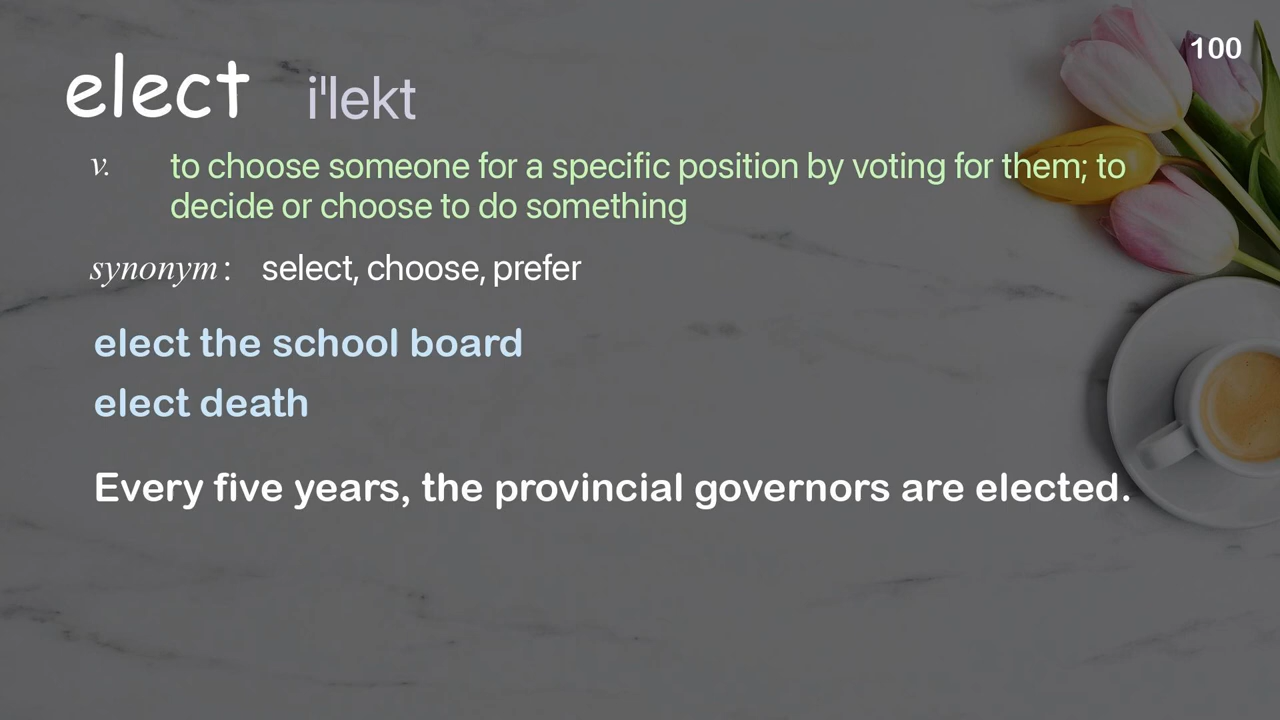 100
elect iˈlekt
v. to choose someone for a specific position by voting for them; to
decide or choose to do something
synonym: select, choose, prefer
elect the school board
elect death
Every five years, the provincial governors are elected.